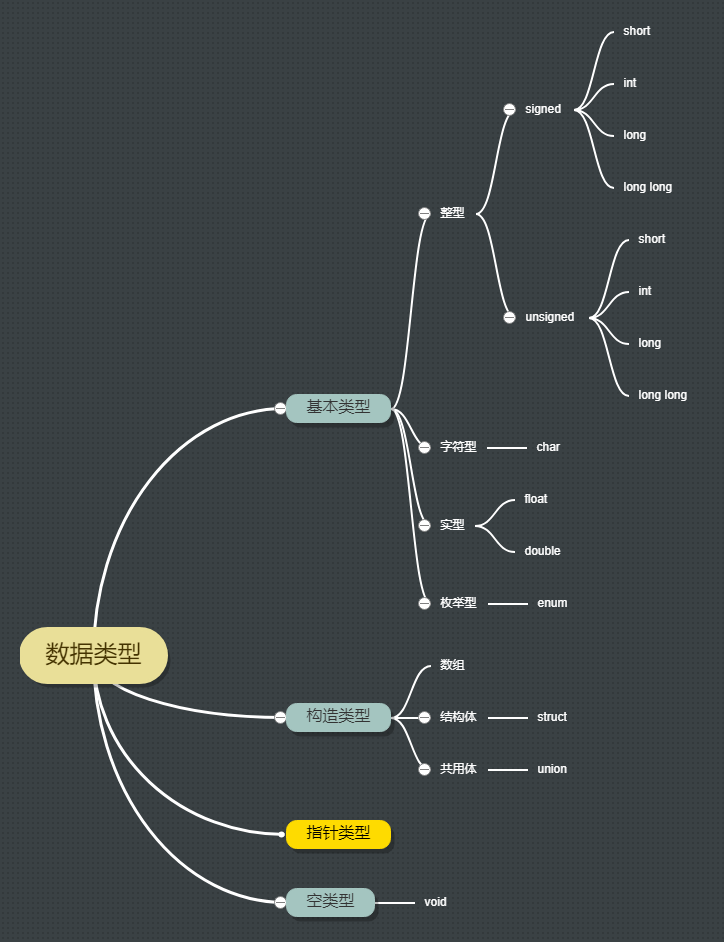 数据类型
基本类型
整型
signed
short
int
long
long long
unsigned
short
int
long
long long
字符型
char
实型
float
double
枚举型
enum
构造类型
数组
结构体
struct
共用体
union
指针类型
空类型
void